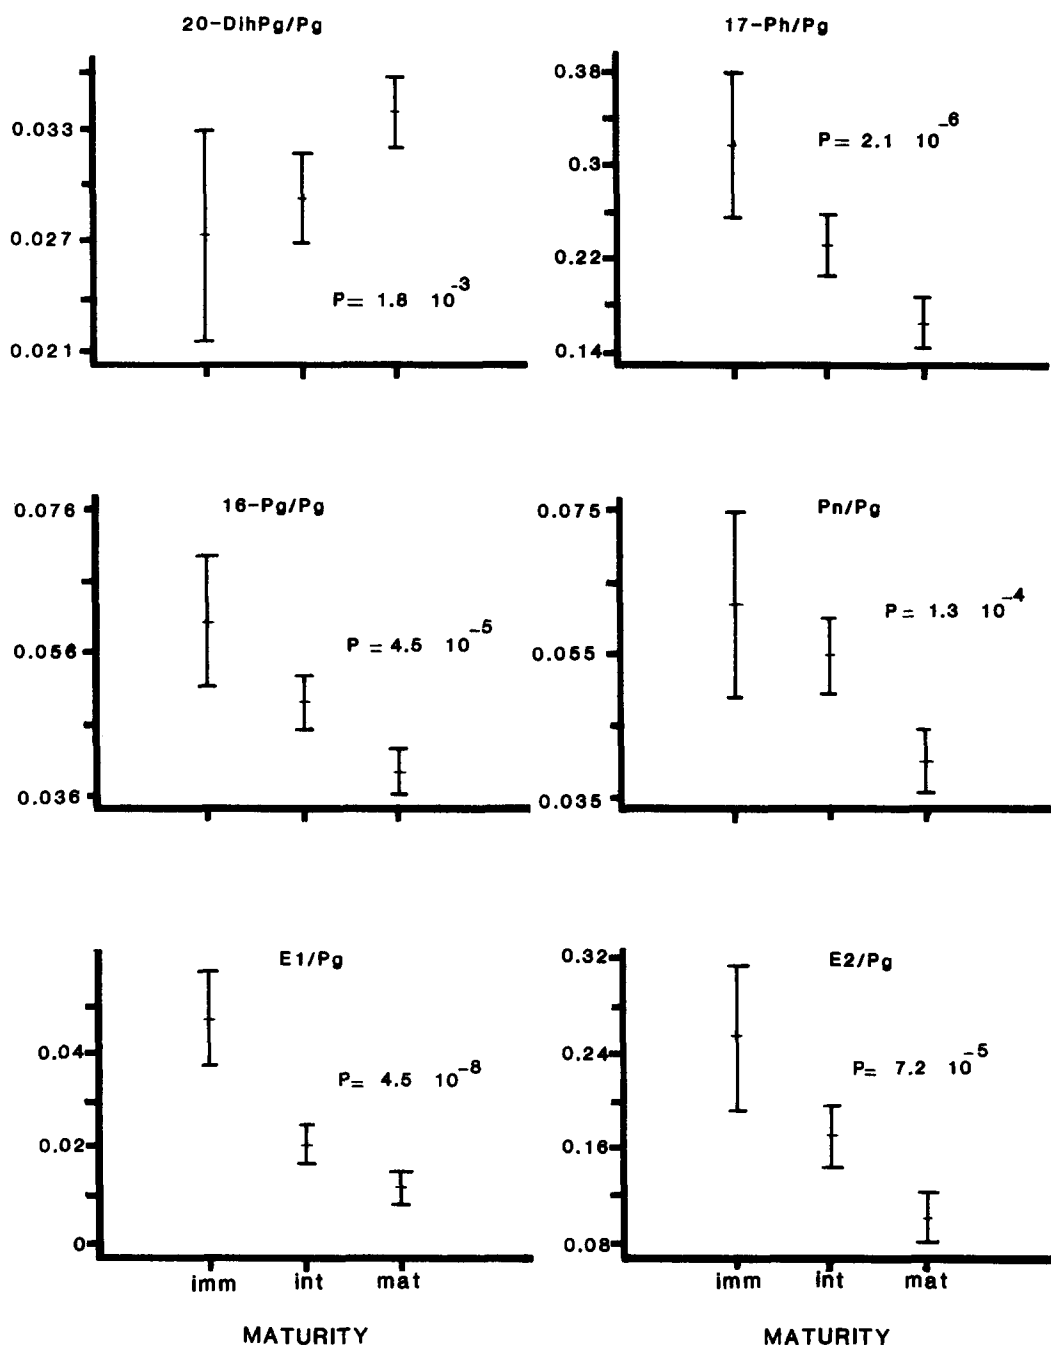 20-DihPg/Pg
0.033
0.027
0.021
P= 1.8 10-3
17-Ph/Pg
0.38
0.3
0.22
0.14
P= 2.1 10-6
16-Pg/Pg
0.076
0.056
0.036
P = 4.5 10-5
Pn/Pg
0.075
0.055
0.035
P= 1.3 10-4
E1/Pg
0.04
0.02
0
P= 4.5 10-8
imm int mat
MATURITY
E2/Pg
0.32
0.24
0.16
0.08
P= 7.2 10-5
imm int mat
MATURITY